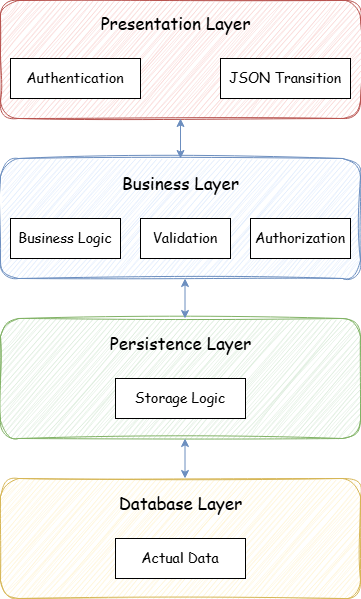 Presentation Layer
Authentication
JSON Transition
Business Layer
Business Logic
Validation
Authorization
Persistence Layer
Storage Logic
Database Layer
Actual Data